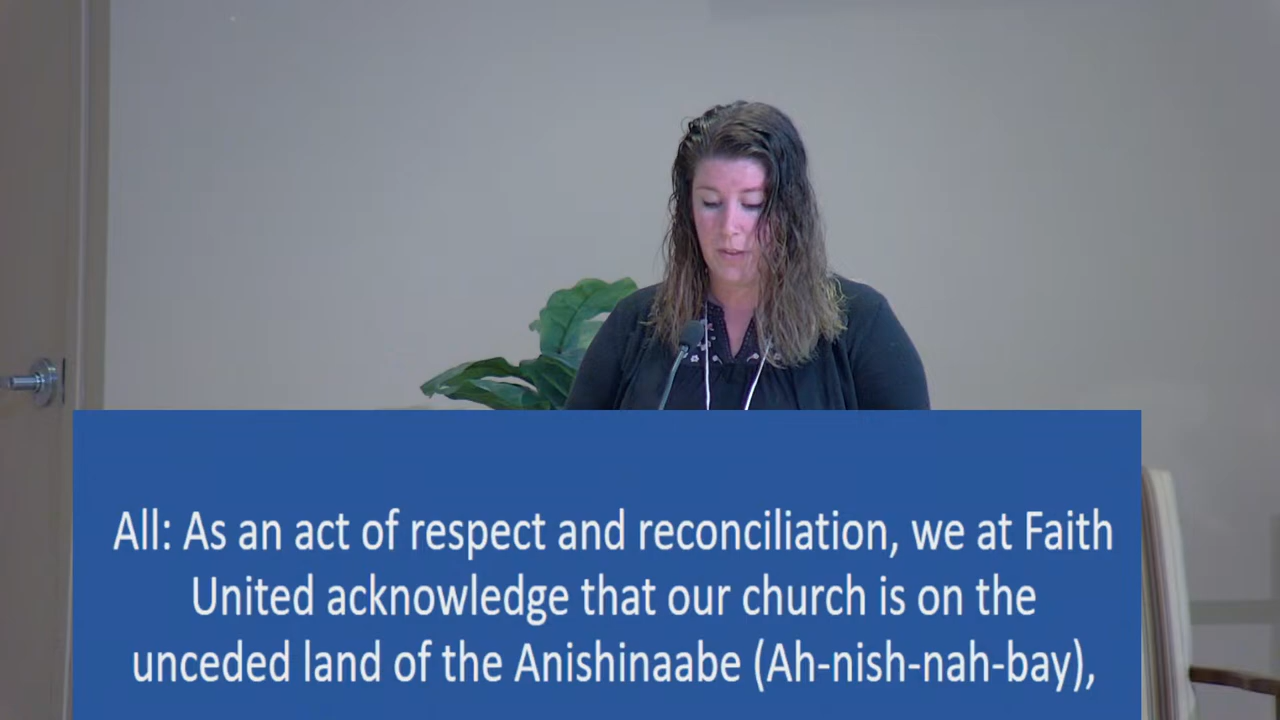 All: As an act of respect and reconciliation, we at Faith
United acknowledge that our church is on the
unceded land of the Anishinaabe (Ah-nish-nah-bay),